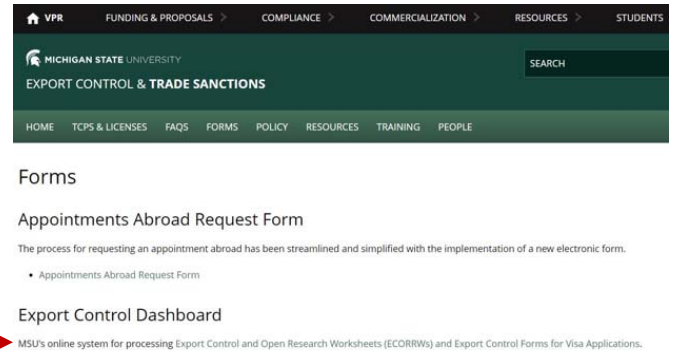 VPR FUNDING & PROPOSALS > COMPLIANCE > COMMERCIALIZATION > RESOURCES > STUDENTS
MICHIGAN STATE UNIVERSITY
EXPORT CONTROL & TRADE SANCTIONS
SEARCH
HOME TCPS & LICENSES FAQS FORMS POLICY RESOURCES TRAINING PEOPLE
Forms
Appointments Abroad Request Form
The process for requesting an appointment abroad has been streamlined and simplified with the implementation of a new electronic form.
• Appointments Abroad Request Form
Export Control Dashboard
MSU's online system for processing Export Control and Open Research Worksheets (ECORRWs) and Export Control Forms for Visa Applications.